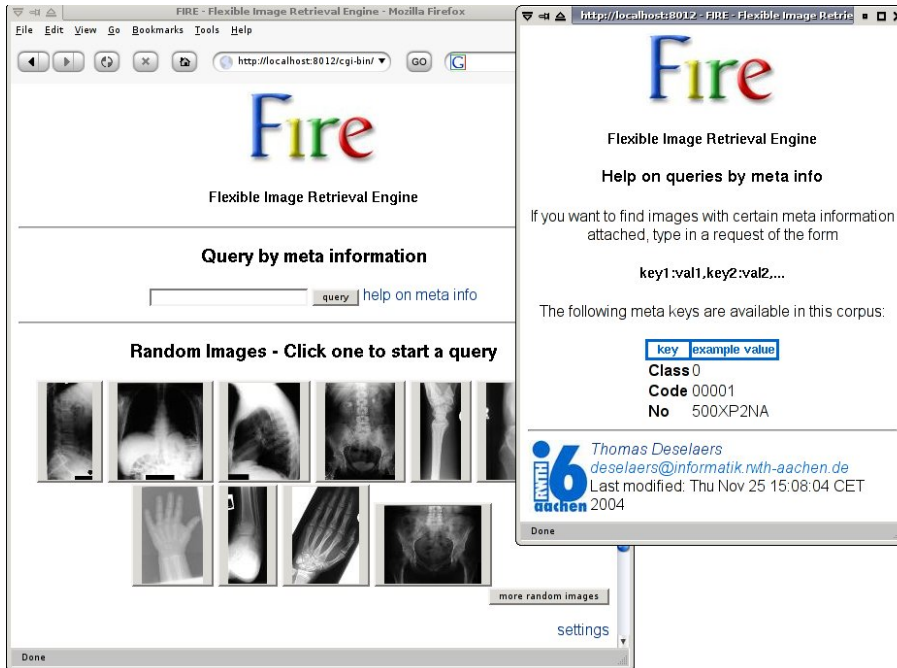 FIRE - Flexible Image Retrieval Engine - Mozilla Firefox
File Edit View Go Bookmarks Tools Help
http://localhost:8012/cgi-bin/ GO G
Fire
Flexible Image Retrieval Engine
Query by meta information
query help on meta info
Random Images - Click one to start a query
more random images
settings
Done
http://localhost:8012 - FIRE - Flexible Image Retrie
Fire
Flexible Image Retrieval Engine
Help on queries by meta info
If you want to find images with certain meta information
attached, type in a request of the form
key1:val1,key2:val2,...
The following meta keys are available in this corpus:
key example value
Class 0
Code 00001
No 500XP2NA
RWTH i6 aachen
Thomas Deselaers
deselaers@informatik.rwth-aachen.de
Last modified: Thu Nov 25 15:08:04 CET
2004
Done